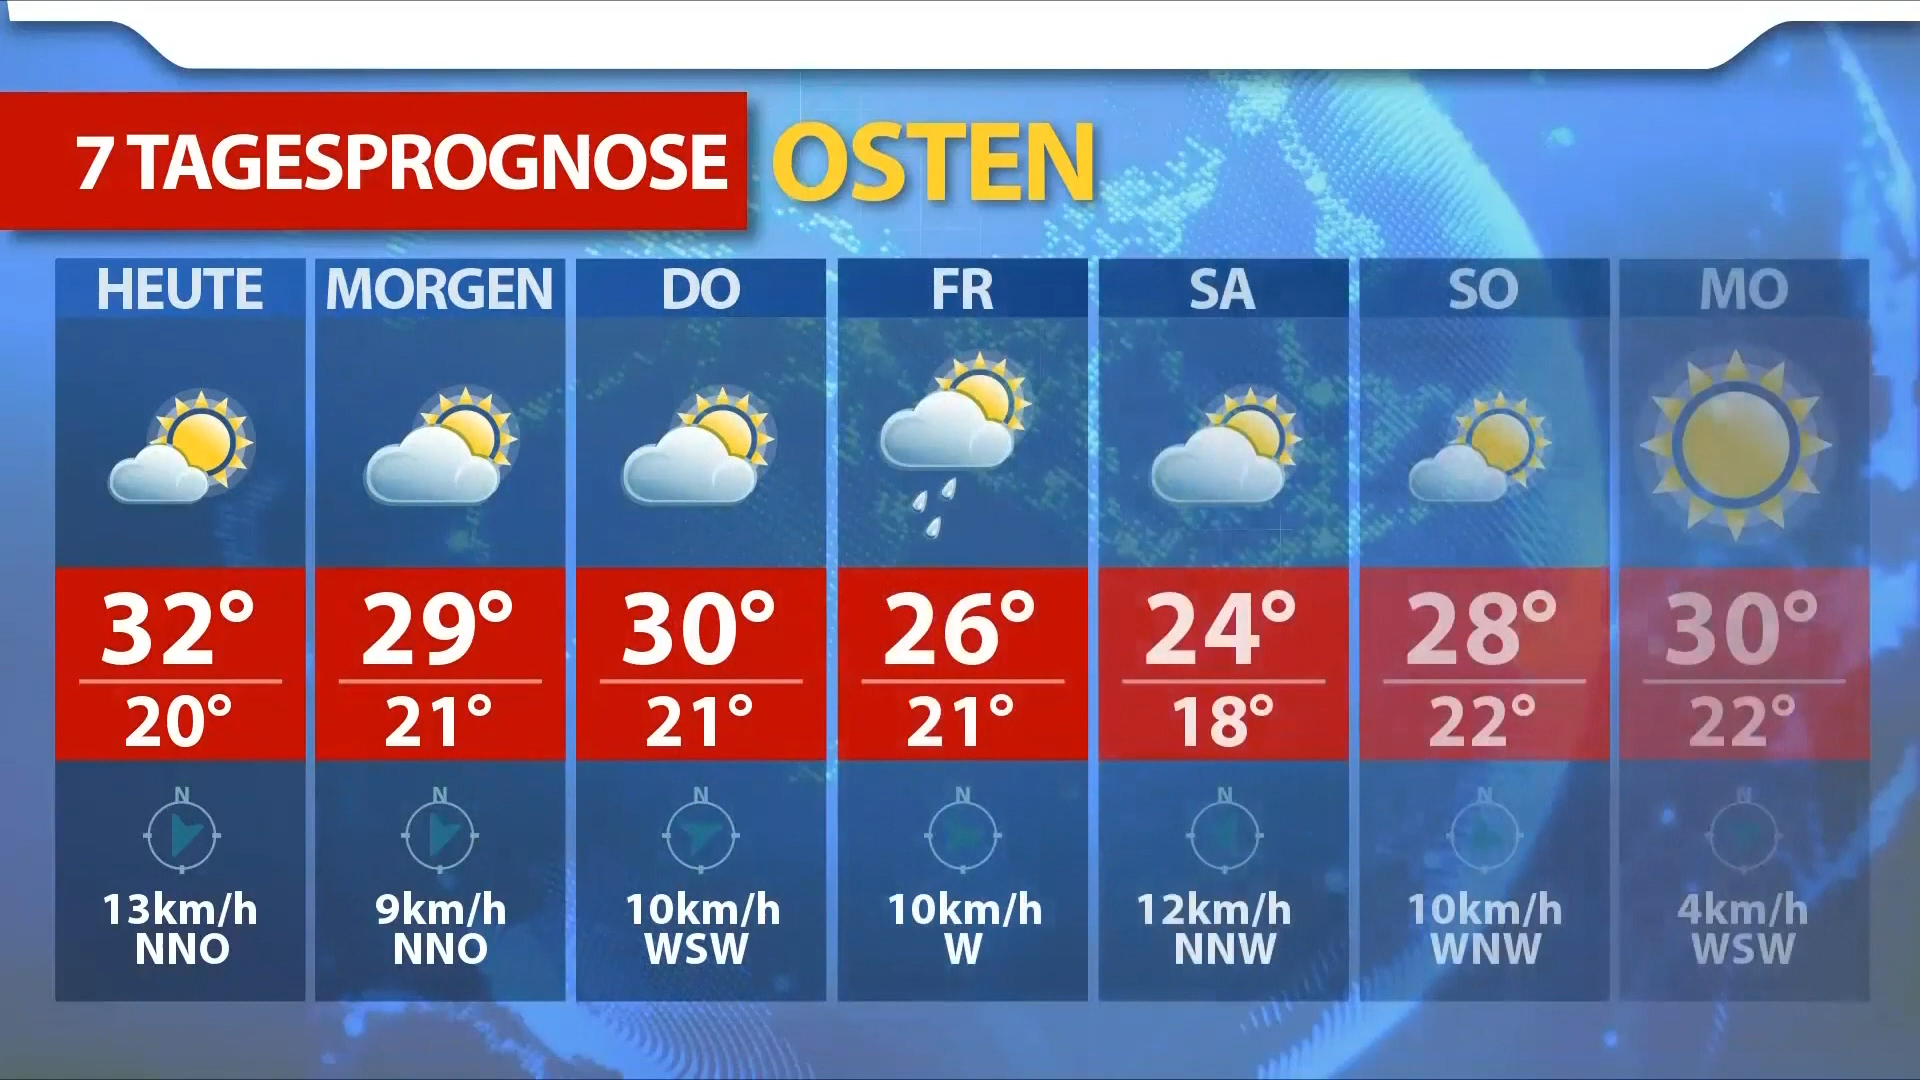 7 TAGESPROGNOSE OSTEN
HEUTE MORGEN DO FR SA SO MO
32° 29° 30° 26° 24° 28° 30°
20° 21° 21° 21° 18° 22° 22°
N N N N N N N
13km/h 9km/h 10km/h 10km/h 12km/h 10km/h 4km/h
NNO NNO WSW W NNW WNW WSW